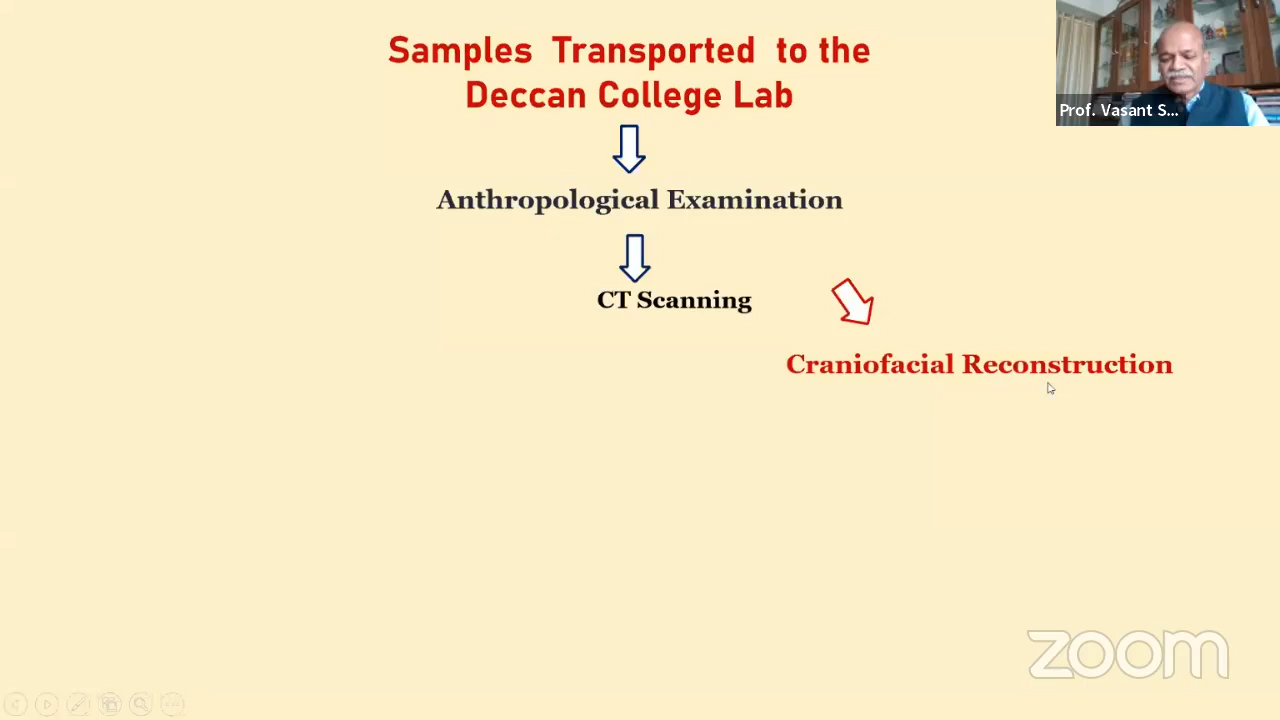 Samples Transported to the
Deccan College Lab
Prof. Vasant S...
Anthropological Examination
CT Scanning
Craniofacial Reconstruction
zoom